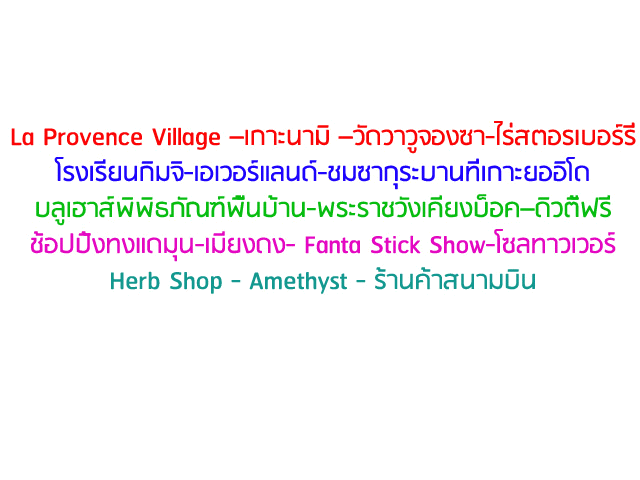 La Provence Village –เกาะนามิ –วัดวาวูจองซา-ไร่สตอรเบอร์รี
โรงเรียนกิมจิ-เอเวอร์แลนด์-ชมซากุระบานทีเกาะยออิโด
บลูเฮาส์พิพิธภัณฑ์พืนบ้าน-พระราชวังเคียงบ็อค–ดิวตีฟรี
ช้อปปิงทงแดมุน-เมียงดง- Fanta Stick Show-โซลทาวเวอร์
Herb Shop - Amethyst - ร้านค้าสนามบิน